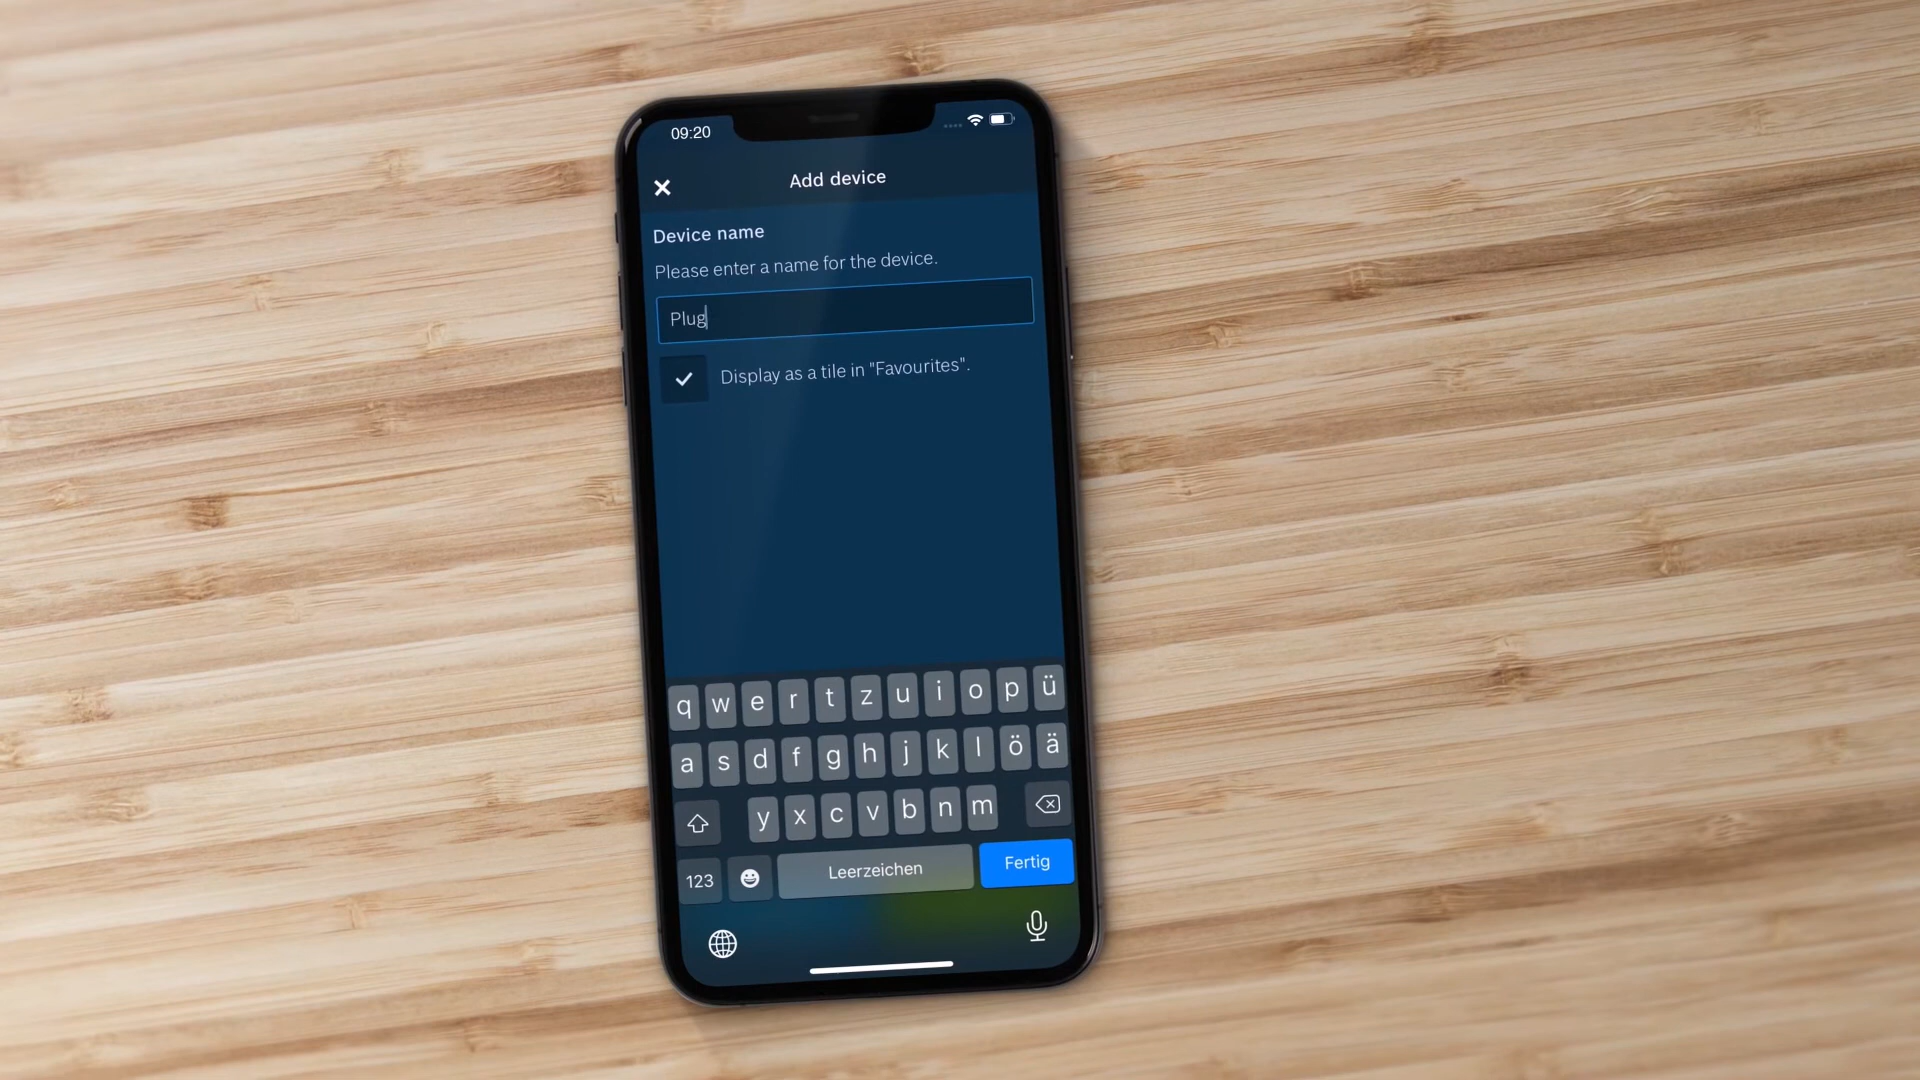 09:20
Add device
Device name
Please enter a name for the device.
Plug
Display as a tile in "Favourites".
q w e r t z u i o p ü
a s d f g h j k l ö ä
y x c v b n m
123 Leerzeichen Fertig